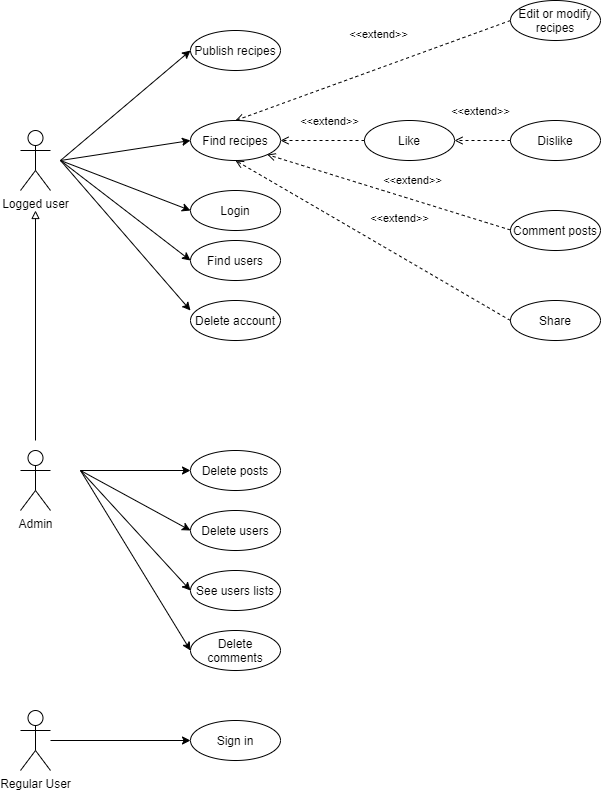 Edit or modify
recipes
<<extend>>
Publish recipes
<<extend>>
<<extend>>
Find recipes
Like
Dislike
<<extend>>
Logged user
Login
<<extend>>
Comment posts
Find users
Delete account
Share
Delete posts
Admin
Delete users
See users lists
Delete
comments
Sign in
Regular User